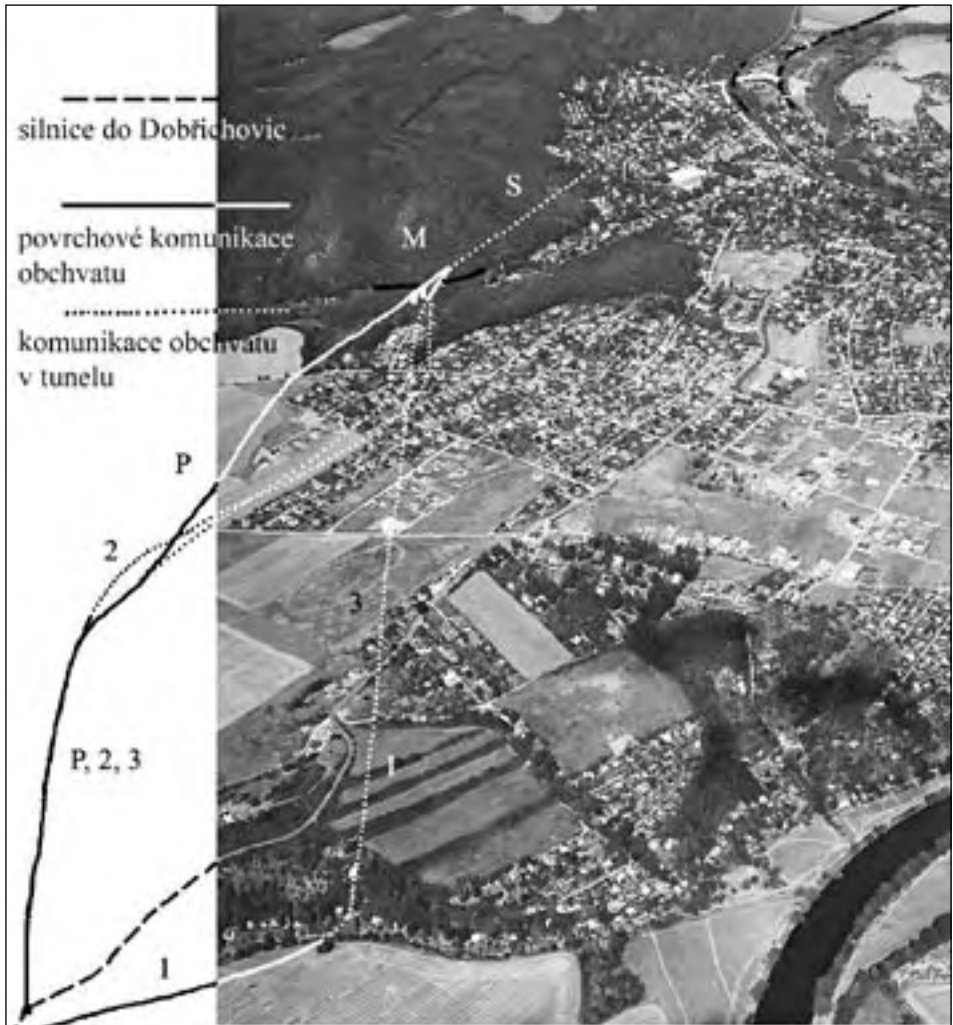 silnice do Dobřichovic
povrchové komunikace
obchvatu
komunikace obchvatu
v tunelu
S
M
P
2
3
P, 2, 3
1
1